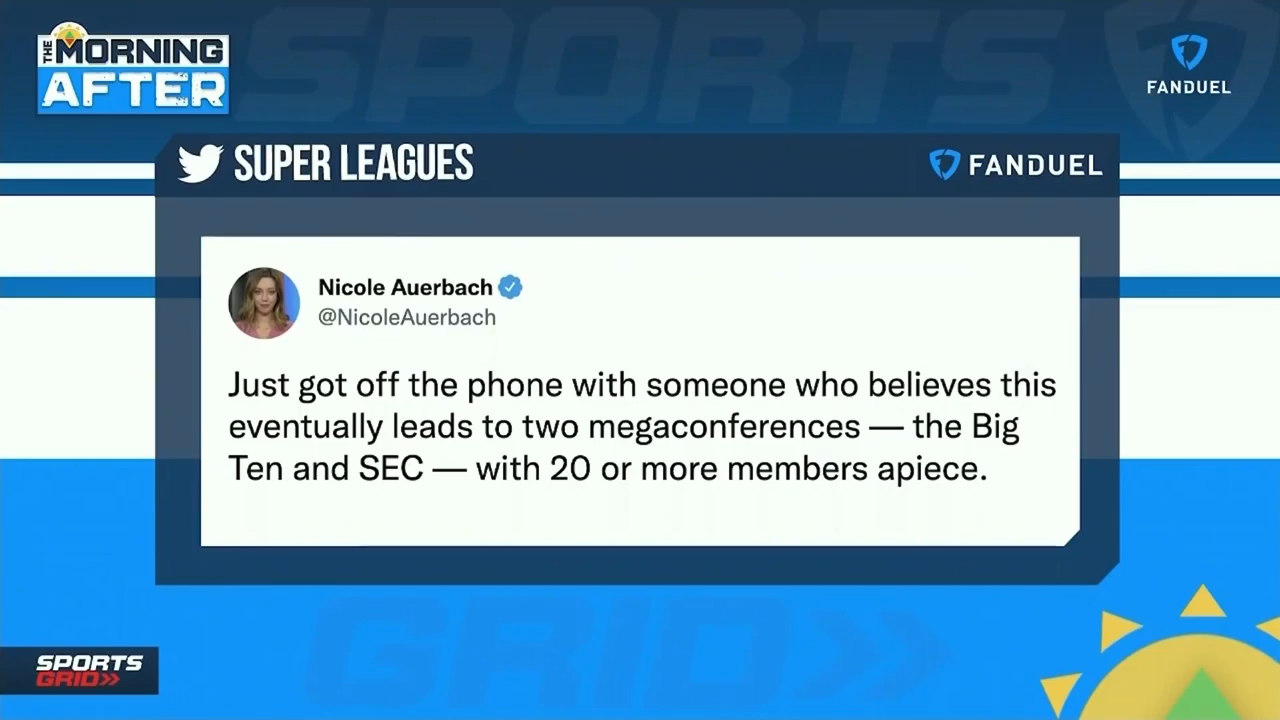 SPORTS
THE MORNING
AFTER
FANDUEL
SUPER LEAGUES
FANDUEL
Nicole Auerbach
@NicoleAuerbach
Just got off the phone with someone who believes this
eventually leads to two megaconferences — the Big
Ten and SEC — with 20 or more members apiece.
GRID»
SPORTS
GRID»